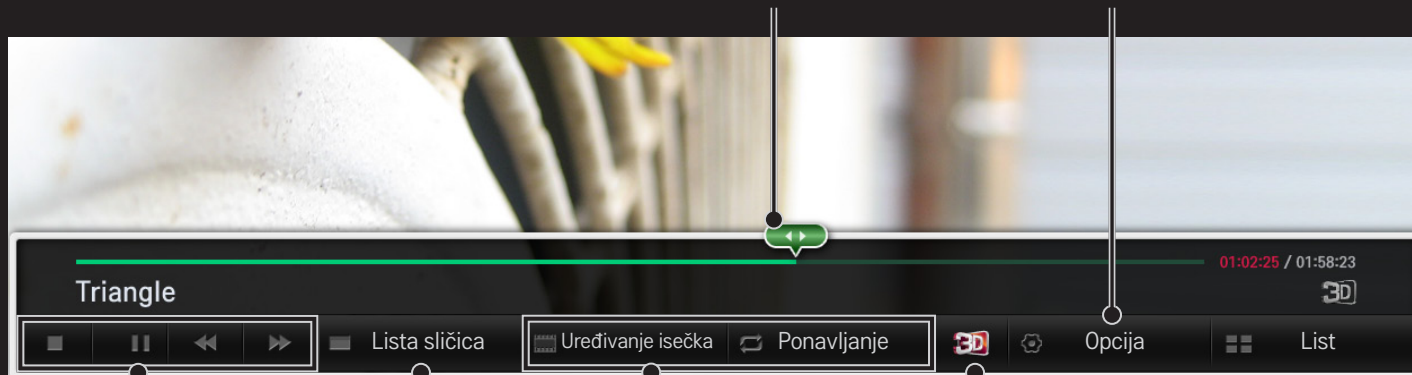 01:02:25 / 01:58:23
Triangle
3D
Lista sličica Uređivanje isečka Ponavljanje 3D Opcija List